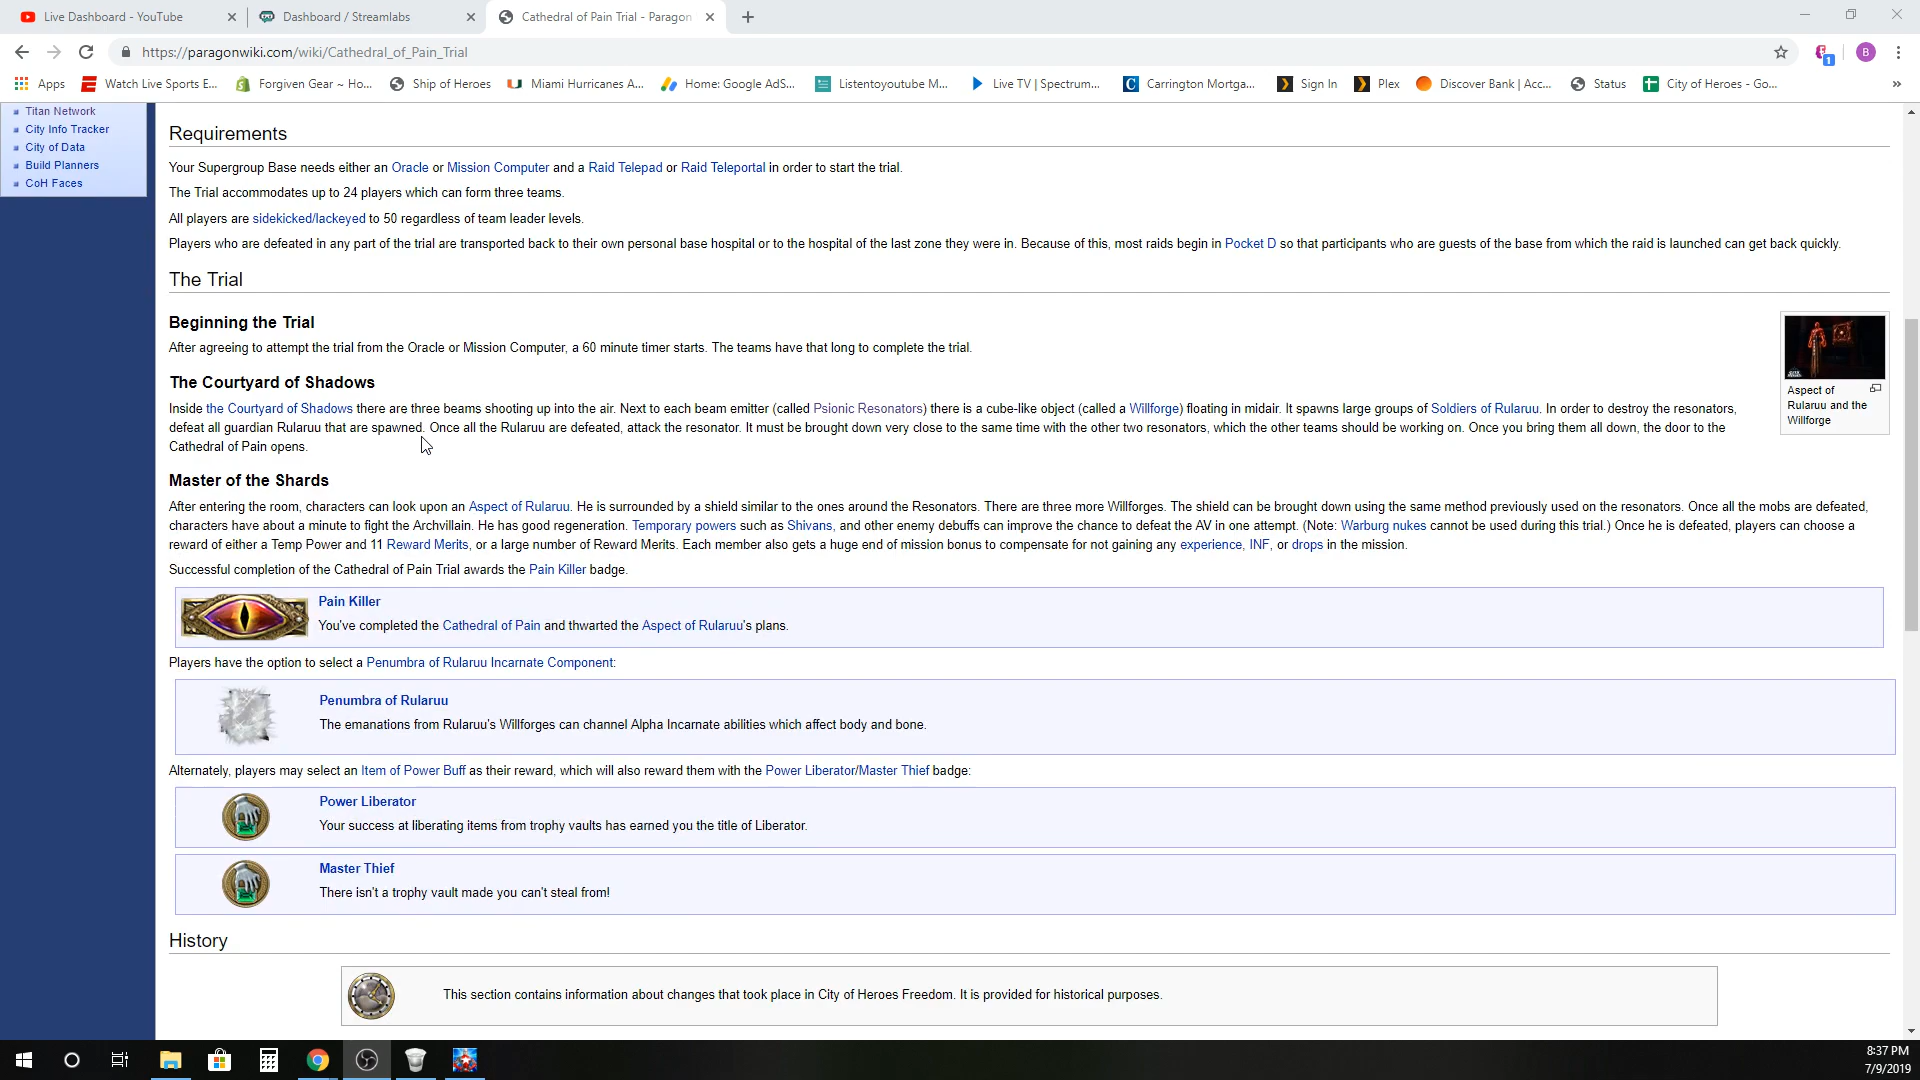 Live Dashboard - YouTube
Dashboard / Streamlabs
Cathedral of Pain Trial - Paragon
https://paragonwiki.com/wiki/Cathedral_of_Pain_Trial
B
1
Apps
Watch Live Sports E...
Forgiven Gear ~ Ho...
Ship of Heroes
Miami Hurricanes A...
Home: Google AdS...
Listentoyoutube M...
Live TV | Spectrum...
Carrington Mortga...
Sign In
Plex
Discover Bank | Acc...
Status
City of Heroes - Go...
»
Titan Network
City Info Tracker
City of Data
Build Planners
CoH Faces
Requirements
Your Supergroup Base needs either an Oracle or Mission Computer and a Raid Telepad or Raid Teleportal in order to start the trial.
The Trial accommodates up to 24 players which can form three teams.
All players are sidekicked/lackeyed to 50 regardless of team leader levels.
Players who are defeated in any part of the trial are transported back to their own personal base hospital or to the hospital of the last zone they were in. Because of this, most raids begin in Pocket D so that participants who are guests of the base from which the raid is launched can get back quickly.
The Trial
Beginning the Trial
After agreeing to attempt the trial from the Oracle or Mission Computer, a 60 minute timer starts. The teams have that long to complete the trial.
Aspect of
Rularuu and the
Willforge
The Courtyard of Shadows
Inside the Courtyard of Shadows there are three beams shooting up into the air. Next to each beam emitter (called Psionic Resonators) there is a cube-like object (called a Willforge) floating in midair. It spawns large groups of Soldiers of Rularuu. In order to destroy the resonators,
defeat all guardian Rularuu that are spawned. Once all the Rularuu are defeated, attack the resonator. It must be brought down very close to the same time with the other two resonators, which the other teams should be working on. Once you bring them all down, the door to the
Cathedral of Pain opens.
Master of the Shards
After entering the room, characters can look upon an Aspect of Rularuu. He is surrounded by a shield similar to the ones around the Resonators. There are three more Willforges. The shield can be brought down using the same method previously used on the resonators. Once all the mobs are defeated,
characters have about a minute to fight the Archvillain. He has good regeneration. Temporary powers such as Shivans, and other enemy debuffs can improve the chance to defeat the AV in one attempt. (Note: Warburg nukes cannot be used during this trial.) Once he is defeated, players can choose a
reward of either a Temp Power and 11 Reward Merits, or a large number of Reward Merits. Each member also gets a huge end of mission bonus to compensate for not gaining any experience, INF, or drops in the mission.
Successful completion of the Cathedral of Pain Trial awards the Pain Killer badge.
Pain Killer
You've completed the Cathedral of Pain and thwarted the Aspect of Rularuu's plans.
Players have the option to select a Penumbra of Rularuu Incarnate Component:
Penumbra of Rularuu
The emanations from Rularuu's Willforges can channel Alpha Incarnate abilities which affect body and bone.
Alternately, players may select an Item of Power Buff as their reward, which will also reward them with the Power Liberator/Master Thief badge:
Power Liberator
Your success at liberating items from trophy vaults has earned you the title of Liberator.
Master Thief
There isn't a trophy vault made you can't steal from!
History
This section contains information about changes that took place in City of Heroes Freedom. It is provided for historical purposes.
8:37 PM
7/9/2019